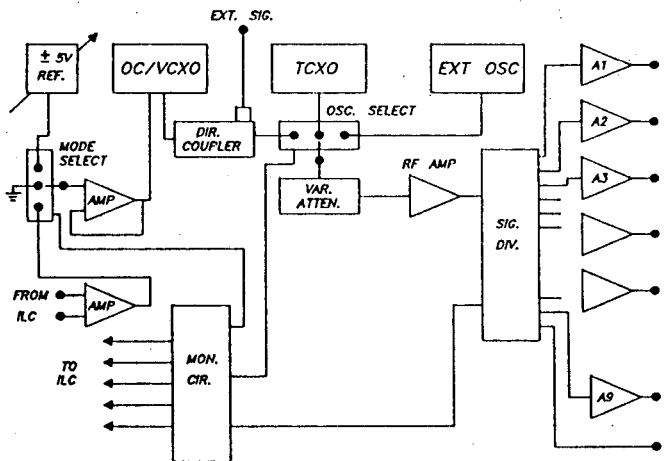 EXT. SIG.
± 5V
REF.
OC/VCXO
TCXO
EXT OSC
A1
OSC. SELECT
DIR.
COUPLER
A2
MODE
SELECT
RF AMP
A3
VAR.
ATTEN.
AMP
SIG.
DIV.
FROM
ILC
AMP
TO
ILC
MON.
CIR.
A9